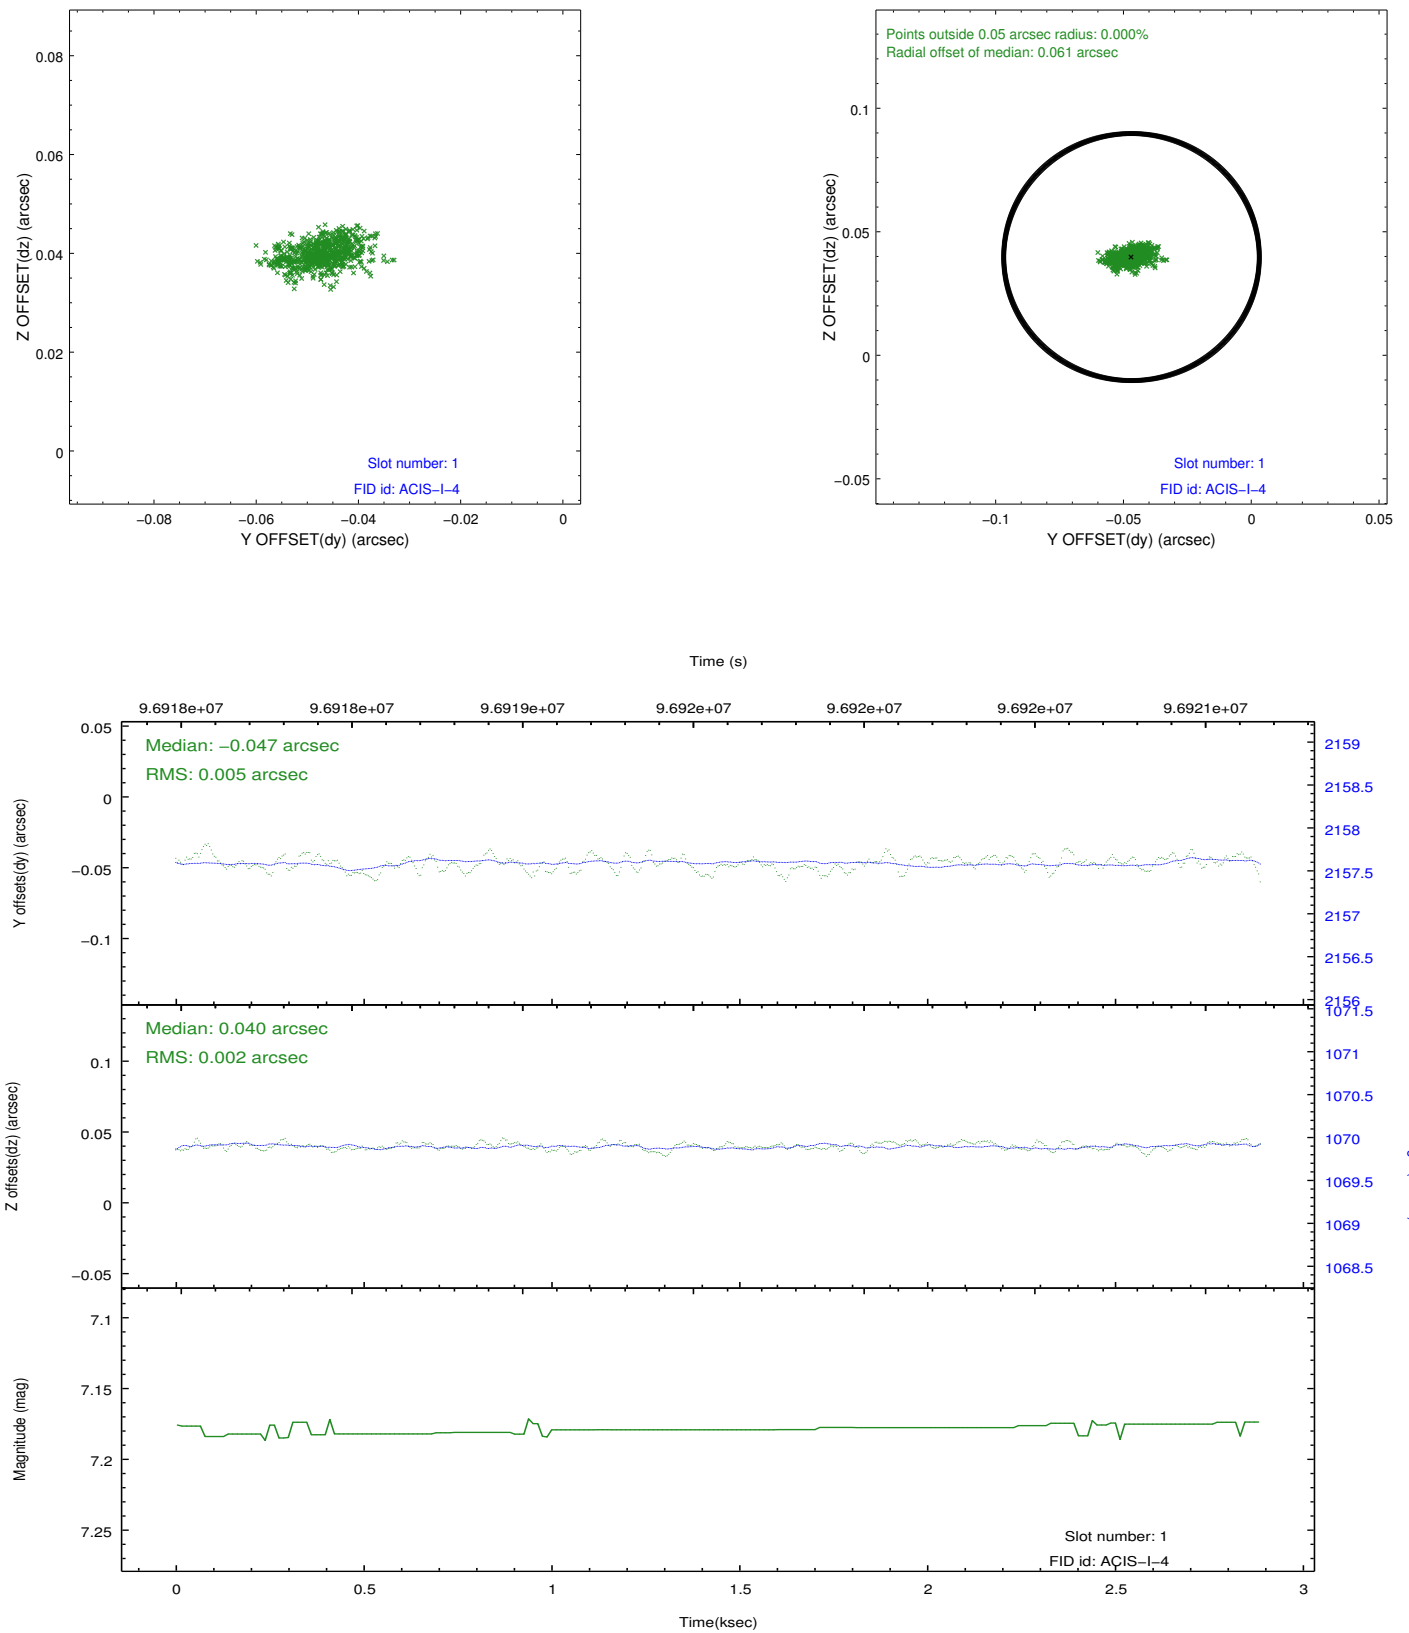 0.08
0.06
0.04
0.02
0
Z OFFSET(dz) (arcsec)
Slot number: 1
FID id: ACIS−I−4
−0.08 −0.06 −0.04 −0.02 0
Y OFFSET(dy) (arcsec)
Points outside 0.05 arcsec radius: 0.000%
Radial offset of median: 0.061 arcsec
0.1
0.05
0
−0.05
Z OFFSET(dz) (arcsec)
Slot number: 1
FID id: ACIS−I−4
−0.1 −0.05 0 0.05
Y OFFSET(dy) (arcsec)
Time (s)
9.6918e+07 9.6918e+07 9.6919e+07 9.692e+07 9.692e+07 9.692e+07 9.6921e+07
Median: −0.047 arcsec
RMS: 0.005 arcsec
0.05
0
−0.05
−0.1
Y offsets(dy) (arcsec)
2159
2158.5
2158
2157.5
2157
2156.5
2156
Median: 0.040 arcsec
RMS: 0.002 arcsec
0.1
0.05
0
−0.05
Z offsets(dz) (arcsec)
1071.5
1071
1070.5
1070
1069.5
1069
1068.5
7.1
7.15
7.2
7.25
Magnitude (mag)
Slot number: 1
FID id: ACIS−I−4
0 0.5 1 1.5 2 2.5 3
Time(ksec)